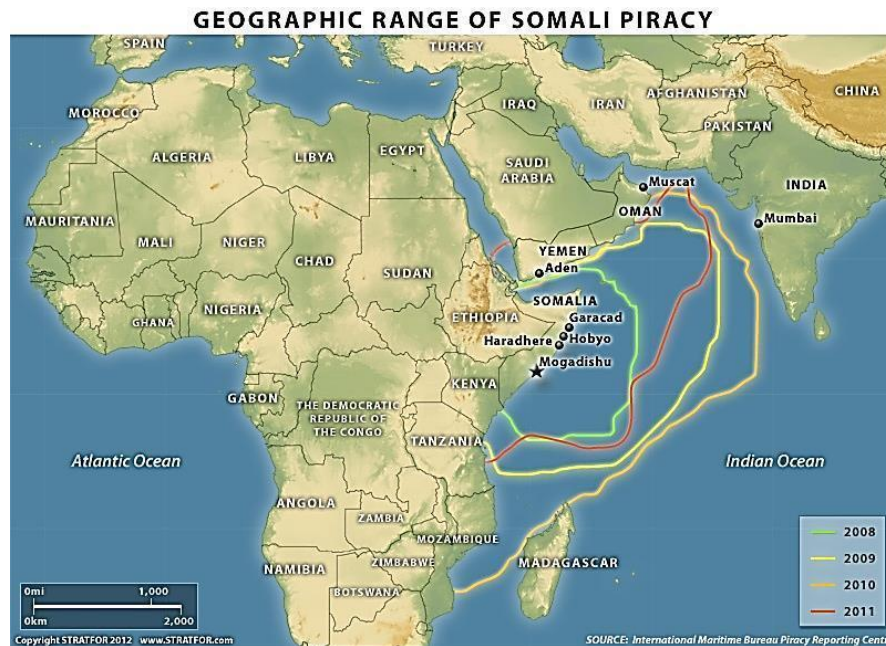 GEOGRAPHIC RANGE OF SOMALI PIRACY
SPAIN
TURKEY
CHINA
AFGHANISTAN
IRAQ
IRAN
MOROCCO
PAKISTAN
EGYPT
ALGERIA
LIBYA
SAUDI
ARABIA
Muscat
INDIA
OMAN
Mumbai
MAURITANIA
MALI
NIGER
YEMEN
CHAD
Aden
SUDAN
SOMALIA
NIGERIA
GHANA
ETHIOPIA
Garacad
Hobyo
Haradhere
Mogadishu
KENYA
GABON
THE DEMOCRATIC
REPUBLIC OF
THE CONGO
TANZANIA
Atlantic Ocean
Indian Ocean
ANGOLA
ZAMBIA
MOZAMBIQUE
ZIMBABWE
MADAGASCAR
NAMIBIA
BOTSWANA
2008
2009
2010
2011
0mi 1,000
0km 2,000
Copyright STRATFOR 2012 www.STRATFOR.com
SOURCE: International Maritime Bureau Piracy Reporting Cent